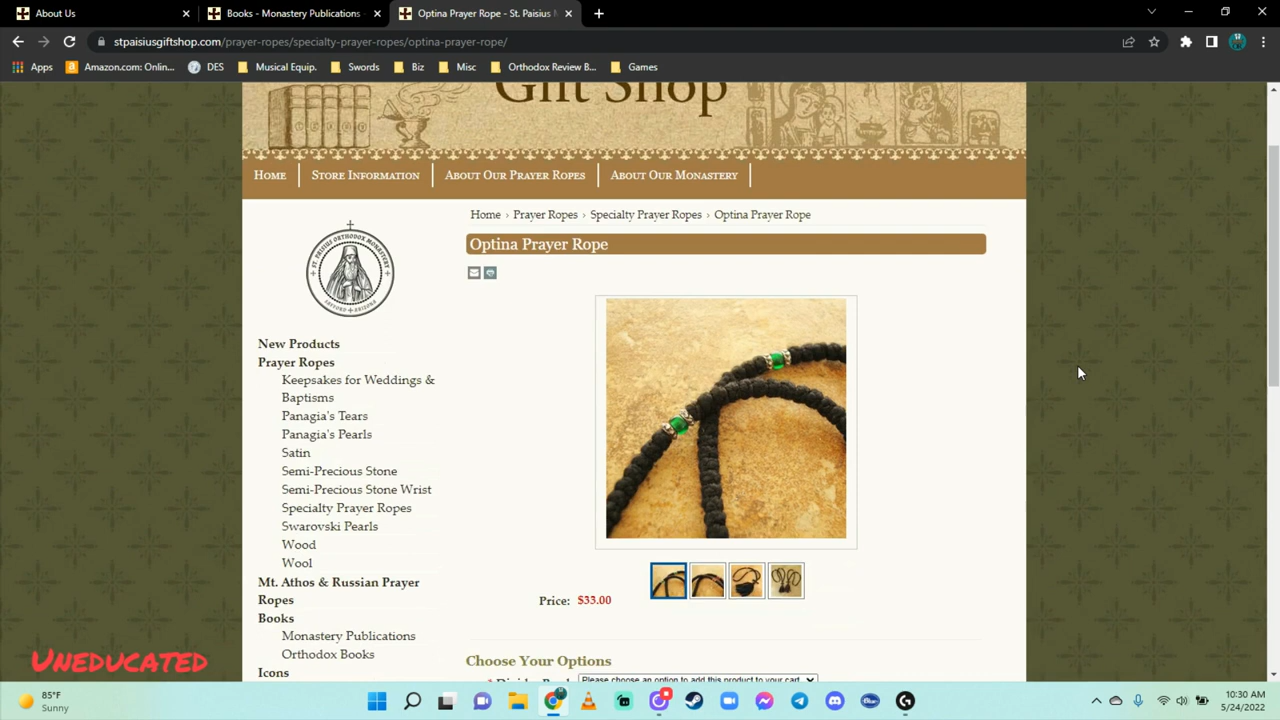 About Us
Books - Monastery Publications -
Optina Prayer Rope - St. Paisius M
stpaisiusgiftshop.com/prayer-ropes/specialty-prayer-ropes/optina-prayer-rope/
Apps
Amazon.com: Onlin...
DES
Musical Equip.
Swords
Biz
Misc
Orthodox Review B...
Games
Gift Shop
Home
Store Information
About Our Prayer Ropes
About Our Monastery
Home › Prayer Ropes › Specialty Prayer Ropes › Optina Prayer Rope
Optina Prayer Rope
ST. PAISIUS ORTHODOX MONASTERY
SAFFORD ARIZONA
New Products
Prayer Ropes
Keepsakes for Weddings &
Baptisms
Panagia's Tears
Panagia's Pearls
Satin
Semi-Precious Stone
Semi-Precious Stone Wrist
Specialty Prayer Ropes
Swarovski Pearls
Wood
Wool
Mt. Athos & Russian Prayer
Ropes
Books
Monastery Publications
Orthodox Books
Icons
Price: $33.00
Choose Your Options
Please choose an option to add this product to your cart
Uneducated
85°F
Sunny
10:30 AM
5/24/2022